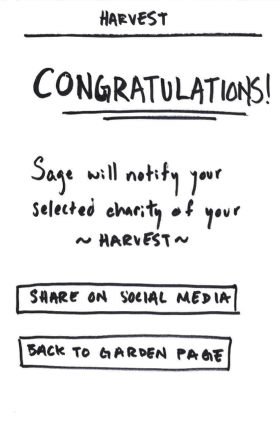 HARVEST
CONGRATULATIONS!
Sage will notify your
selected charity of your
~ HARVEST ~
SHARE ON SOCIAL MEDIA
BACK TO GARDEN PAGE